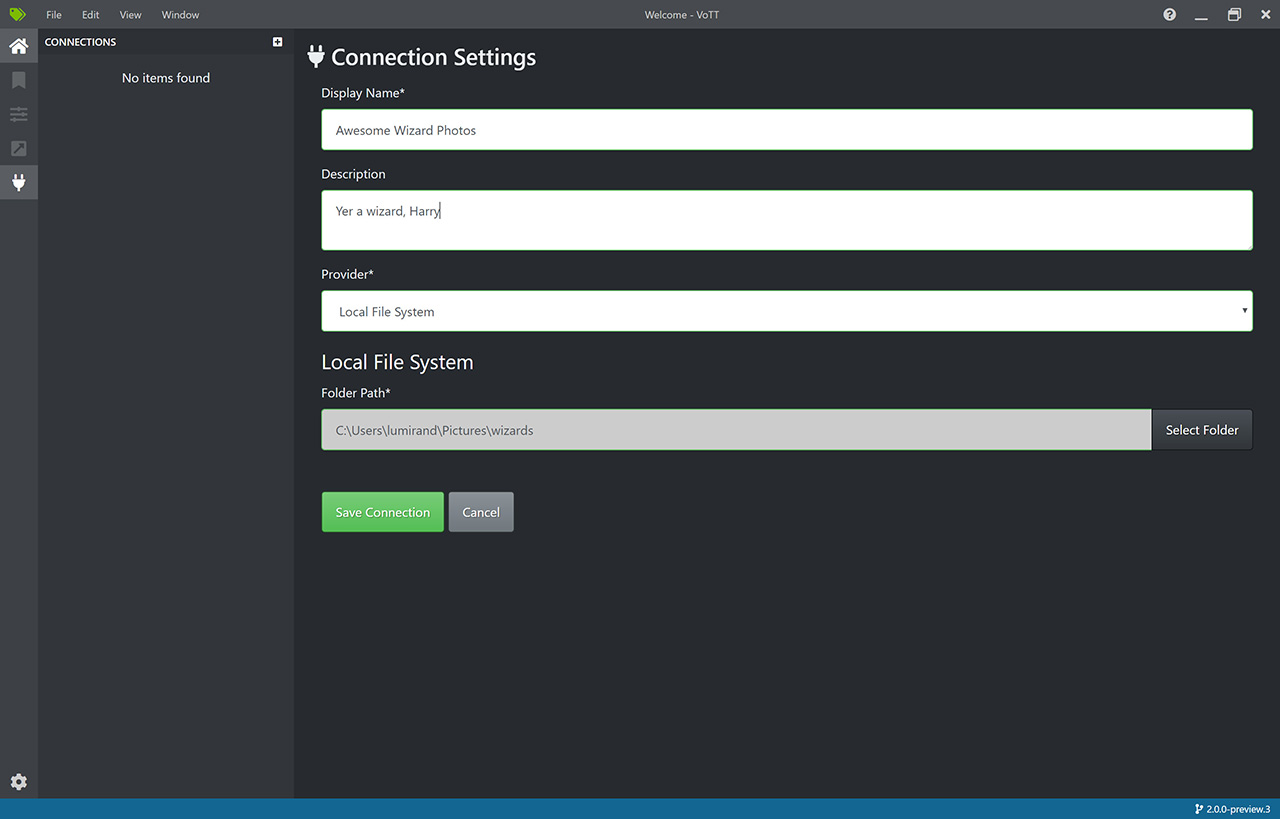 File Edit View Window Welcome - VoTT
CONNECTIONS
No items found
Connection Settings
Display Name*
Awesome Wizard Photos
Description
Yer a wizard, Harry
Provider*
Local File System
Local File System
Folder Path*
C:\Users\lumirand\Pictures\wizards
Select Folder
Save Connection Cancel
2.0.0-preview.3